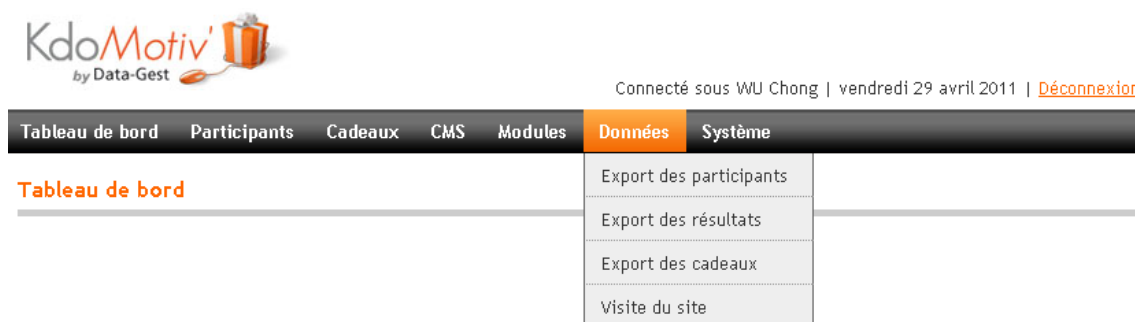 KdoMotiv'
by Data-Gest
Connecté sous WU Chong | vendredi 29 avril 2011 | Déconnexion
Tableau de bord Participants Cadeaux CMS Modules Données Système
Tableau de bord
Export des participants
Export des résultats
Export des cadeaux
Visite du site